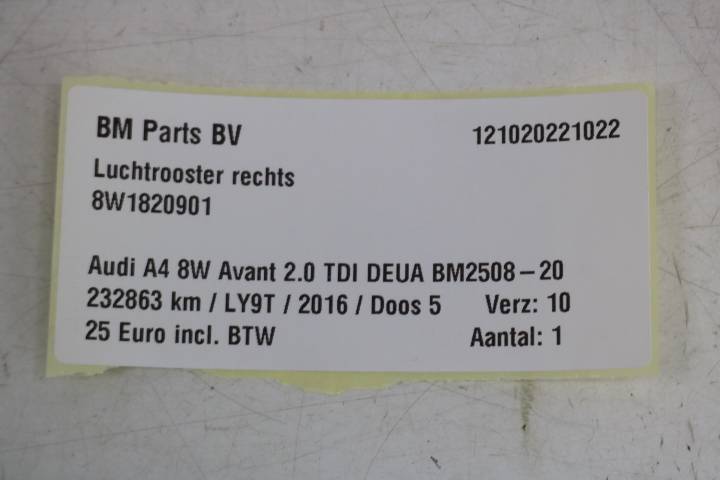 BM Parts BV 121020221022
Luchtrooster rechts
8W1820901
Audi A4 8W Avant 2.0 TDI DEUA BM2508-20
232863 km / LY9T / 2016 / Doos 5 Verz: 10
25 Euro incl. BTW Aantal: 1